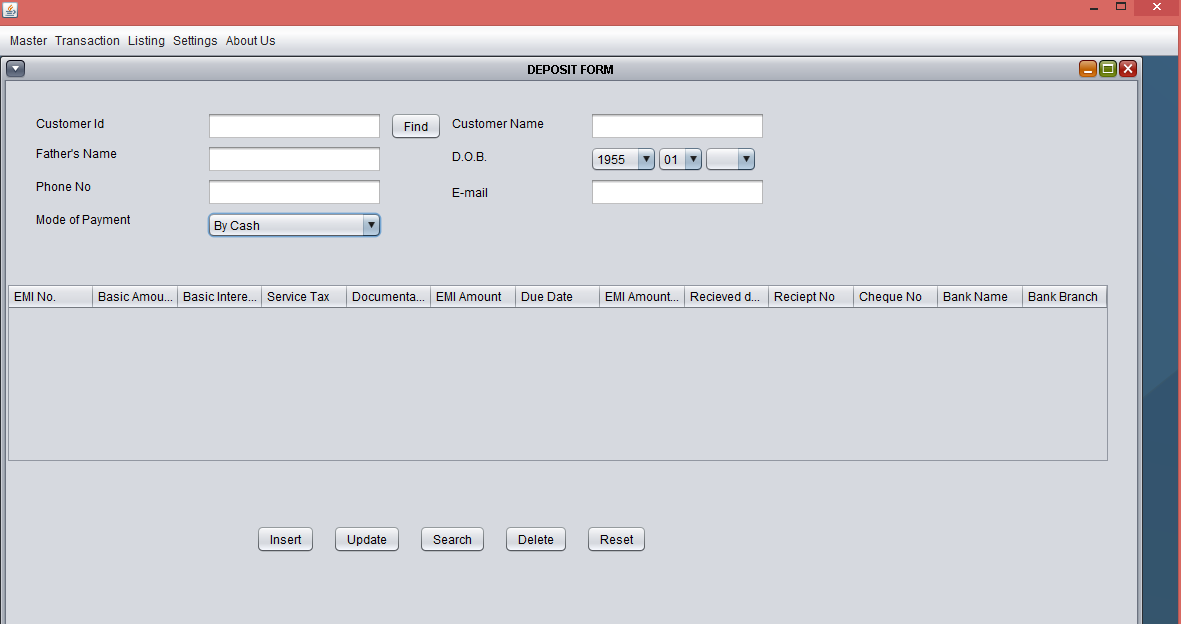 Master Transaction Listing Settings About Us
DEPOSIT FORM
Customer Id Find Customer Name
Father's Name D.O.B. 1955 01
Phone No E-mail
Mode of Payment By Cash
EMI No. Basic Amou... Basic Intere... Service Tax Documenta... EMI Amount Due Date EMI Amount... Recieved d... Reciept No Cheque No Bank Name Bank Branch
Insert Update Search Delete Reset